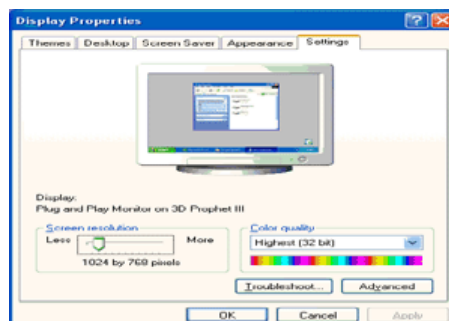 Display Properties
Themes Desktop Screen Saver Appearance Settings
Display:
Plug and Play Monitor on 3D Prophet III
Screen resolution
Less More
1024 by 768 pixels
Color quality
Highest (32 bit)
Troubleshoot... Advanced
OK Cancel Apply